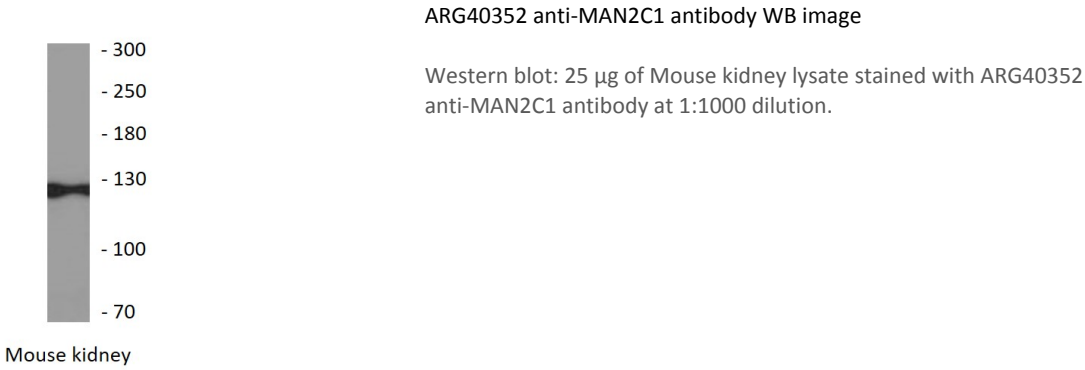 ARG40352 anti-MAN2C1 antibody WB image
Western blot: 25 µg of Mouse kidney lysate stained with ARG40352
anti-MAN2C1 antibody at 1:1000 dilution.
- 300
- 250
- 180
- 130
- 100
- 70
Mouse kidney